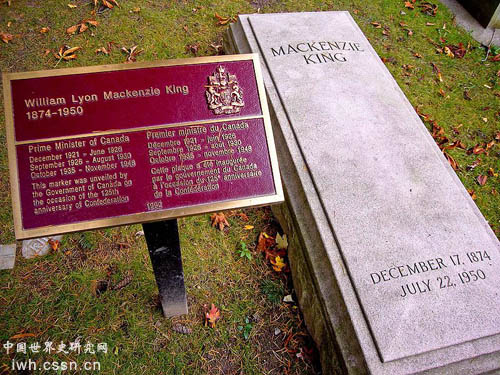 William Lyon Mackenzie King
1874-1950
Prime Minister of Canada
December 1921 - June 1926
September 1926 - August 1930
October 1935 - November 1948
This marker was unveiled by
the Government of Canada on
the occasion of the 125th
anniversary of Confederation
Premier ministre du Canada
Décembre 1921 - juin 1926
Septembre 1926 - août 1930
Octobre 1935 - novembre 1948
Cette plaque a été inaugurée
par le gouvernement du Canada
à l'occasion du 125e anniversaire
de la Confédération
MACKENZIE
KING
DECEMBER 17. 1874
JULY 22. 1950
中国世界史研究网
iwh.cssn.cn